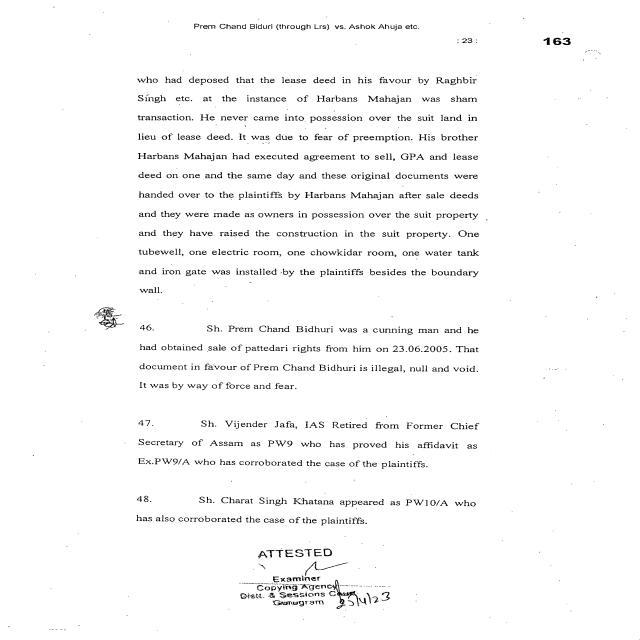 Prem Chand Biduri (through Lrs) vs. Ashok Ahuja etc.
: 23 :
163
who had deposed that the lease deed in his favour by Raghbir
Singh etc. at the instance of Harbans Mahajan was sham
transaction. He never came into possession over the suit land in
lieu of lease deed. It was due to fear of preemption. His brother
Harbans Mahajan had executed agreement to sell, GPA and lease
deed on one and the same day and these original documents were
handed over to the plaintiffs by Harbans Mahajan after sale deeds
and they were made as owners in possession over the suit property
and they have raised the construction in the suit property. One
tubewell, one electric room, one chowkidar room, one water tank
and iron gate was installed by the plaintiffs besides the boundary
wall.
46. Sh. Prem Chand Bidhuri was a cunning man and he
had obtained sale of pattedari rights from him on 23.06.2005. That
document in favour of Prem Chand Bidhuri is illegal, null and void.
It was by way of force and fear.
47. Sh. Vijender Jafa, IAS Retired from Former Chief
Secretary of Assam as PW9 who has proved his affidavit as
Ex.PW9/A who has corroborated the case of the plaintiffs.
48. Sh. Charat Singh Khatana appeared as PW10/A who
has also corroborated the case of the plaintiffs.
ATTESTED
Examiner
Copying Agency
Distt. & Sessions Court
Gurugram
25/4/23